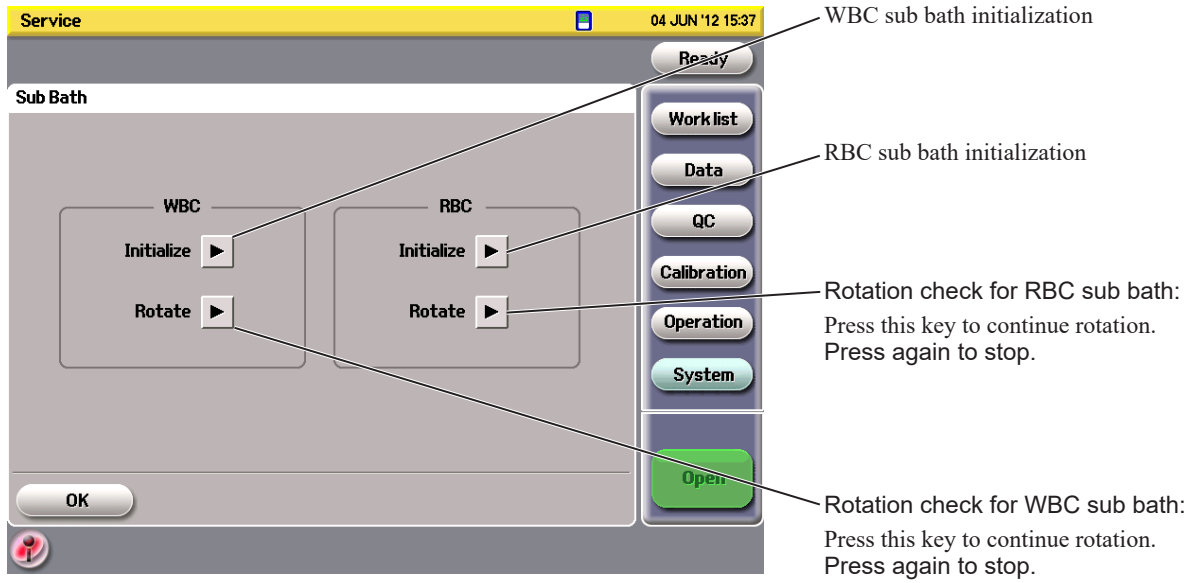 Service
04 JUN '12 15:37
WBC sub bath initialization
Ready
Sub Bath
Work list
RBC sub bath initialization
Data
WBC
RBC
QC
Initialize
Initialize
Calibration
Rotation check for RBC sub bath:
Rotate
Rotate
Operation
Press this key to continue rotation.
Press again to stop.
System
Open
OK
Rotation check for WBC sub bath:
Press this key to continue rotation.
Press again to stop.